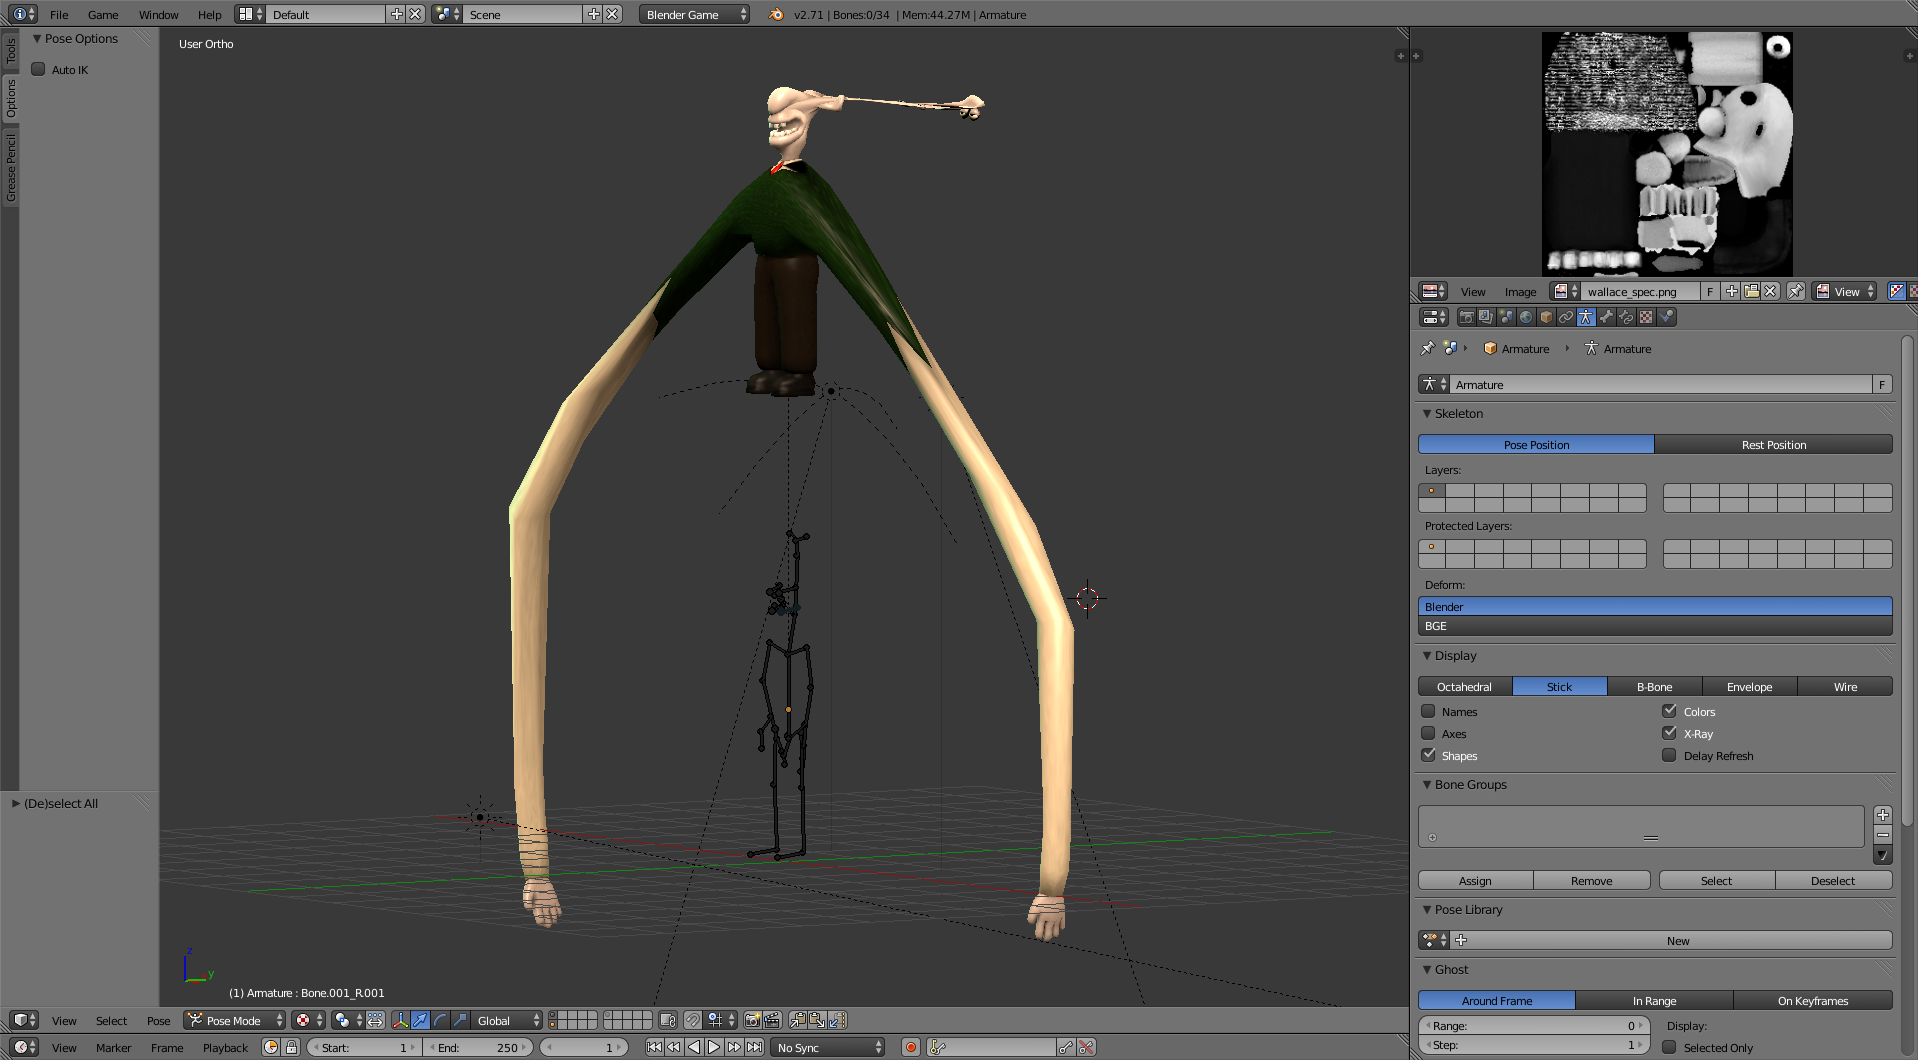 File Game Window Help Default Scene Blender Game v2.71 | Bones:0/34 | Mem:44.27M | Armature
Pose Options
Auto IK
Tools
Options
Grease Pencil
(De)select All
User Ortho
z
y
(1) Armature : Bone.001_R.001
View Select Pose Pose Mode Global
View Marker Frame Playback Start: 1 End: 250 1 No Sync
View Image wallace_spec.png F View
Armature Armature
Armature F
Skeleton
Pose Position Rest Position
Layers:
Protected Layers:
Deform:
Blender
BGE
Display
Octahedral Stick B-Bone Envelope Wire
Names Colors
Axes X-Ray
Shapes Delay Refresh
Bone Groups
Assign Remove Select Deselect
Pose Library
New
Ghost
Around Frame In Range On Keyframes
Range: 0 Display:
Step: 1 Selected Only